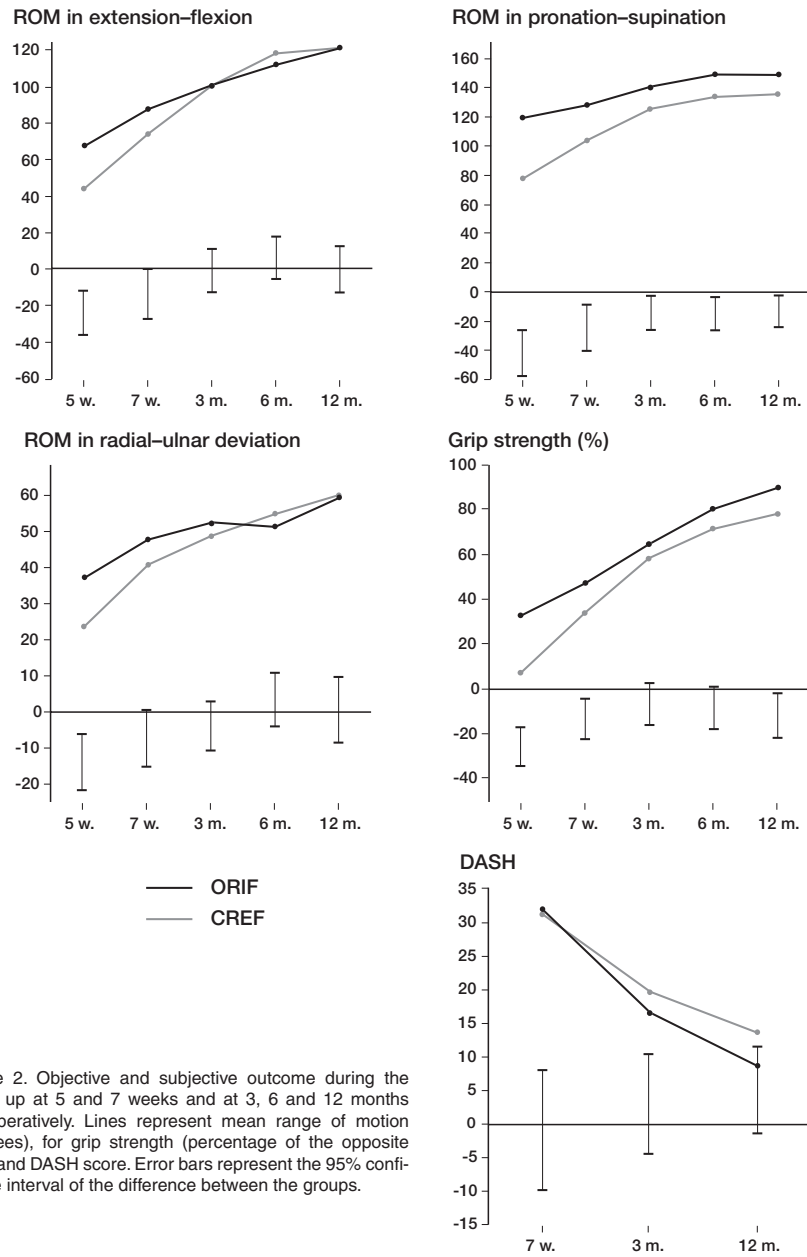 ROM in extension–flexion
120
100
80
60
40
20
0
-20
-40
-60
5 w.
7 w.
3 m.
6 m.
12 m.
ROM in pronation–supination
160
140
120
100
80
60
40
20
0
-20
-40
-60
5 w.
7 w.
3 m.
6 m.
12 m.
ROM in radial–ulnar deviation
60
50
40
30
20
10
0
-10
-20
5 w.
7 w.
3 m.
6 m.
12 m.
Grip strength (%)
100
80
60
40
20
0
-20
-40
5 w.
7 w.
3 m.
6 m.
12 m.
ORIF
CREF
DASH
35
30
25
20
15
10
5
0
-5
-10
-15
7 w.
3 m.
12 m.
2. Objective and subjective outcome during the
up at 5 and 7 weeks and at 3, 6 and 12 months
Lines represent mean range of motion
for grip strength (percentage of the opposite
and DASH score. Error bars represent the 95% confi-
interval of the difference between the groups.